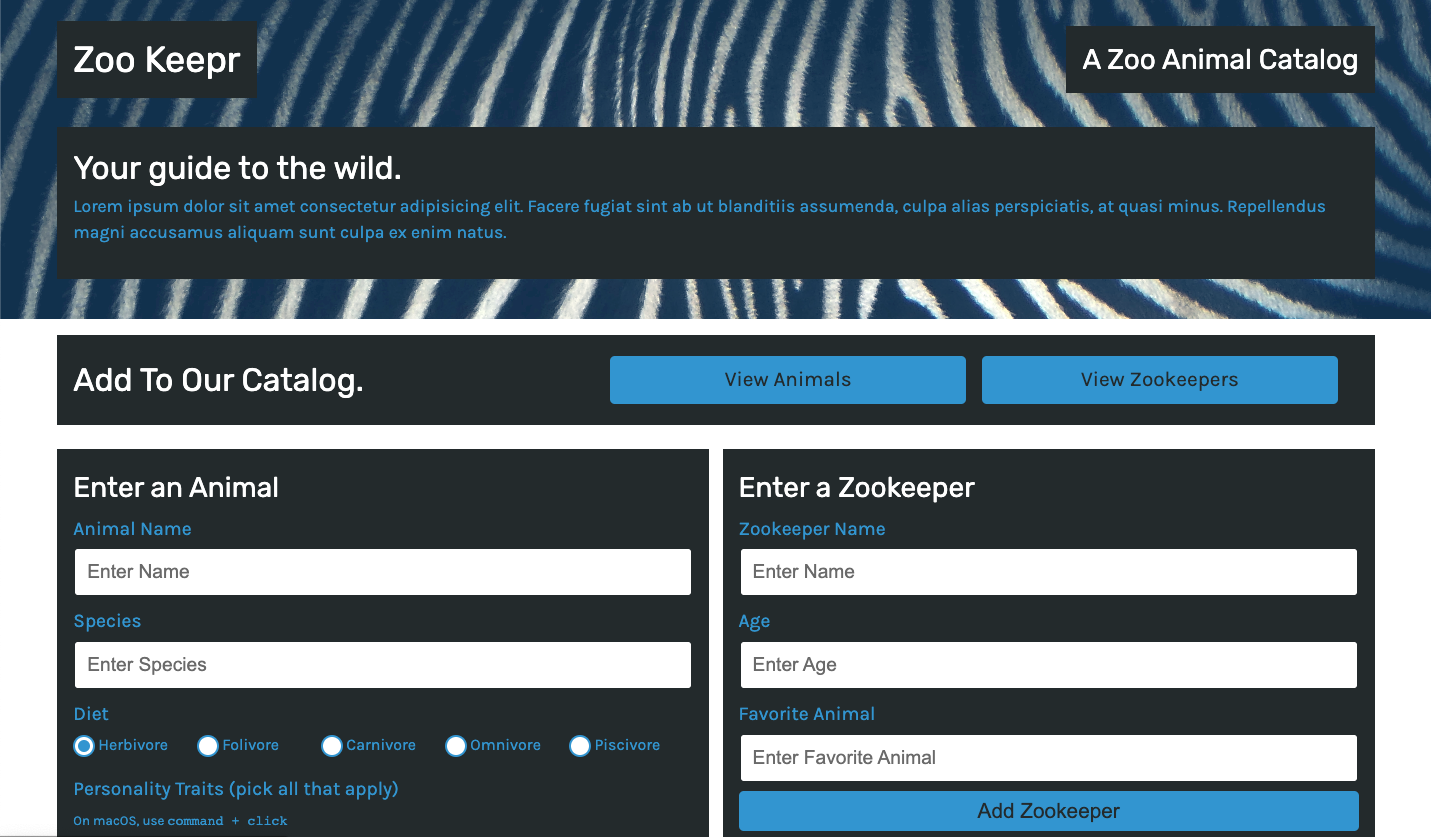 Zoo Keepr
A Zoo Animal Catalog
Your guide to the wild.
Lorem ipsum dolor sit amet consectetur adipisicing elit. Facere fugiat sint ab ut blanditiis assumenda, culpa alias perspiciatis, at quasi minus. Repellendus
magni accusamus aliquam sunt culpa ex enim natus.
Add To Our Catalog.
View Animals
View Zookeepers
Enter an Animal
Animal Name
Enter Name
Species
Enter Species
Diet
Herbivore Folivore Carnivore Omnivore Piscivore
Personality Traits (pick all that apply)
On macOS, use command + click
Enter a Zookeeper
Zookeeper Name
Enter Name
Age
Enter Age
Favorite Animal
Enter Favorite Animal
Add Zookeeper